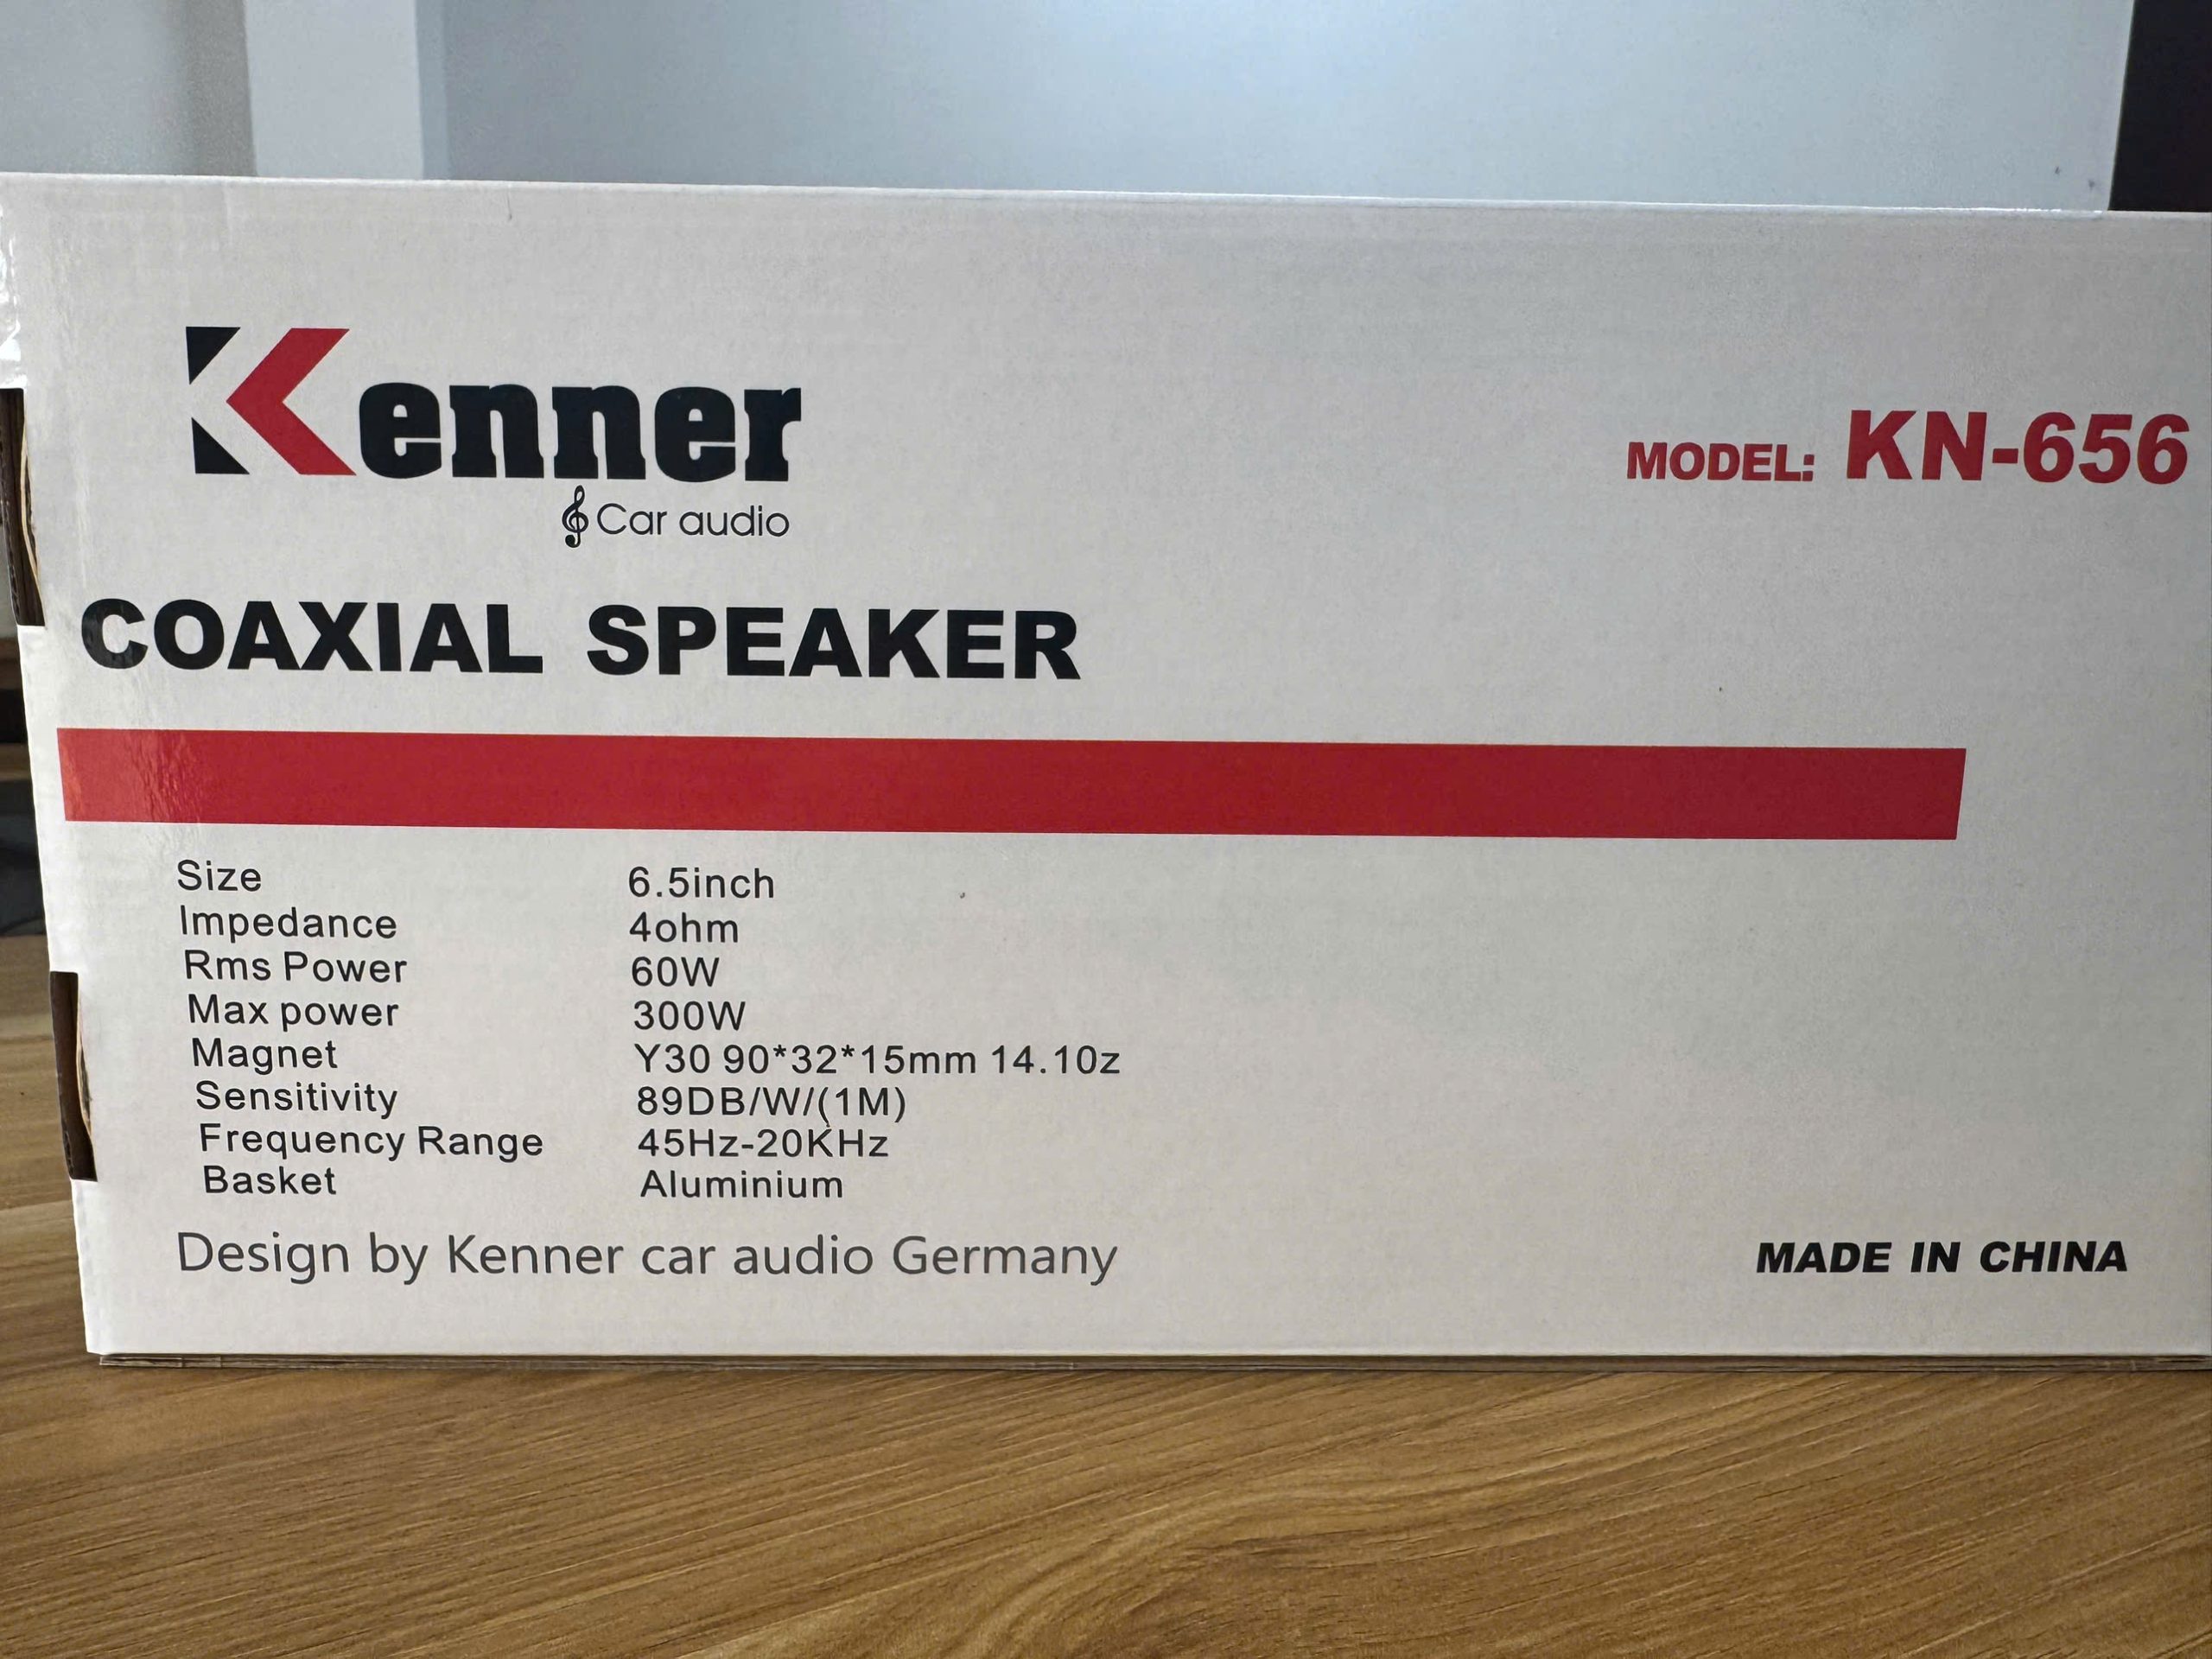 Kenner
Car audio
MODEL: KN-656
COAXIAL SPEAKER
Size 6.5inch
Impedance 4ohm
Rms Power 60W
Max power 300W
Magnet Y30 90*32*15mm 14.10z
Sensitivity 89DB/W/(1M)
Frequency Range 45Hz-20KHz
Basket Aluminium
Design by Kenner car audio Germany
MADE IN CHINA